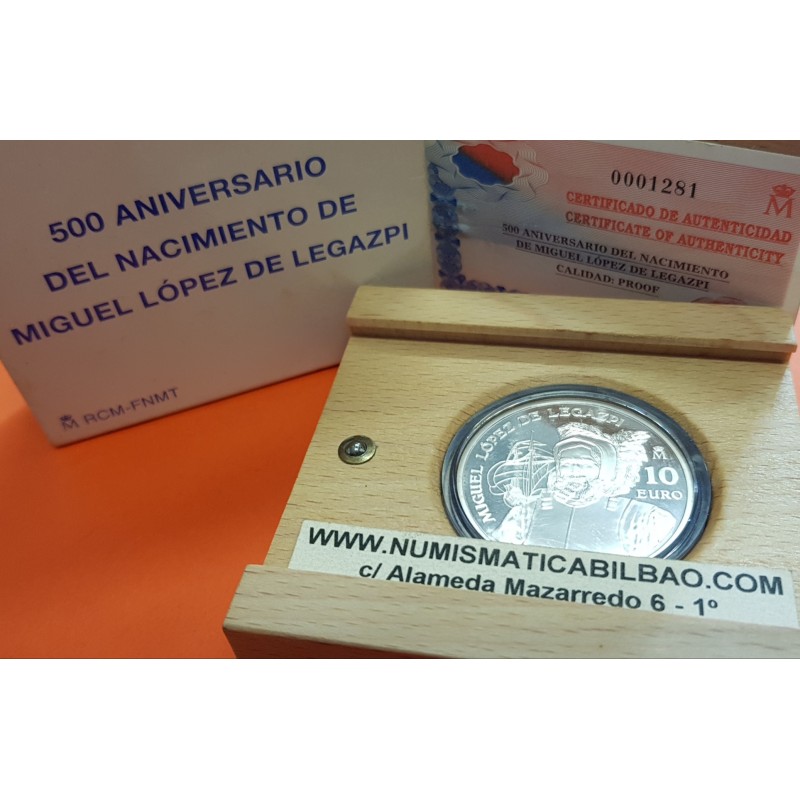 500 ANIVERSARIO
DEL NACIMIENTO DE
MIGUEL LÓPEZ DE LEGAZPI
M RCM-FNMT
0001281
M
CERTIFICADO DE AUTENTICIDAD
CERTIFICATE OF AUTHENTICITY
500 ANIVERSARIO DEL NACIMIENTO
DE MIGUEL LÓPEZ DE LEGAZPI
CALIDAD: PROOF
MIGUEL LÓPEZ DE LEGAZPI
M
10
EURO
WWW.NUMISMATICABILBAO.COM
c/ Alameda Mazarredo 6 - 1º